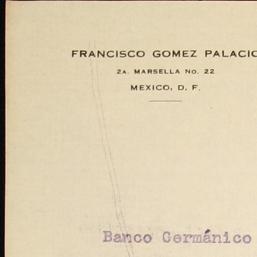 FRANCISCO GOMEZ PALACIO
2A. MARSELLA NO. 22
MEXICO, D. F.
Banco Germánico